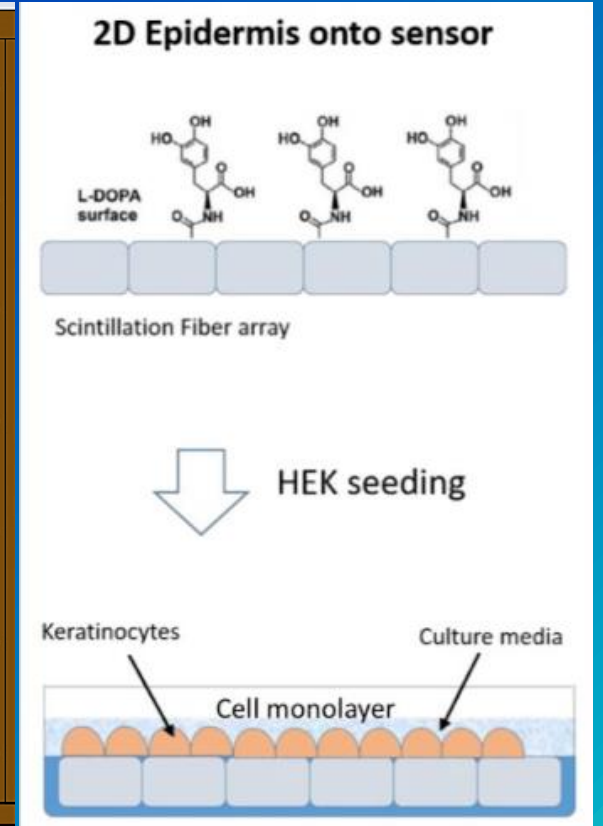 2D Epidermis onto sensor
OH OH OH
HO HO HO
O O O
L-DOPA OH OH OH
surface O NH O NH O NH
Scintillation Fiber array
HEK seeding
Keratinocytes
Culture media
Cell monolayer